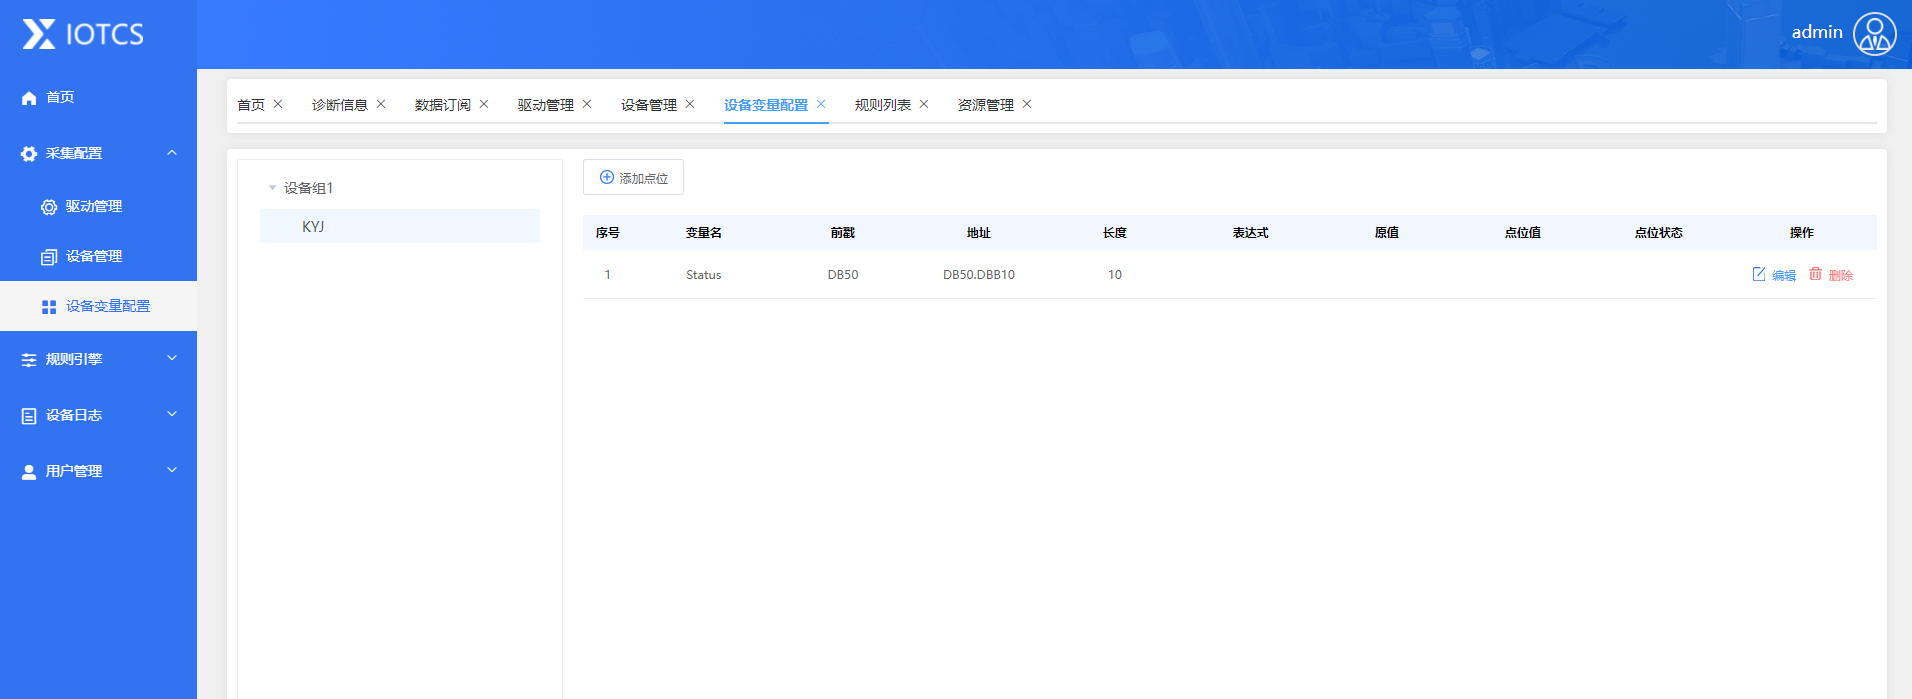 IOTCS
admin
首页
采集配置
驱动管理
设备管理
设备变量配置
规则引擎
设备日志
用户管理
首页 诊断信息 数据订阅 驱动管理 设备管理 设备变量配置 规则列表 资源管理
设备组1
KYJ
添加点位
序号 变量名 前戳 地址 长度 表达式 原值 点位值 点位状态 操作
1 Status DB50 DB50.DBB10 10 编辑 删除